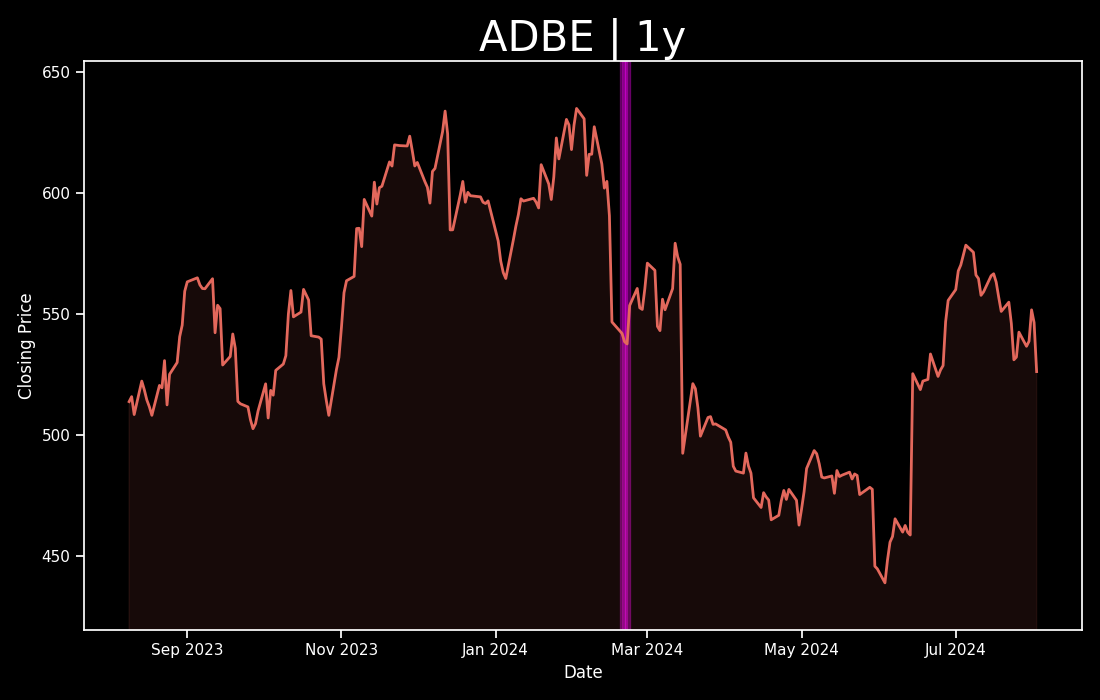 ADBE | 1y
650
600
550
500
450
Closing Price
Sep 2023
Nov 2023
Jan 2024
Mar 2024
May 2024
Jul 2024
Date